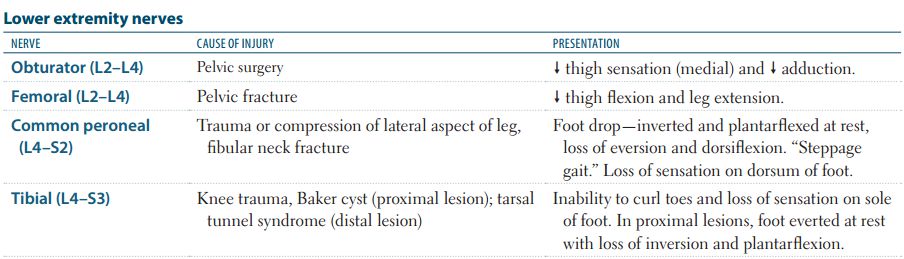 Lower extremity nerves
NERVE CAUSE OF INJURY PRESENTATION
Obturator (L2–L4) Pelvic surgery ↓ thigh sensation (medial) and ↓ adduction.
Femoral (L2–L4) Pelvic fracture ↓ thigh flexion and leg extension.
Common peroneal Trauma or compression of lateral aspect of leg, Foot drop—inverted and plantarflexed at rest,
(L4–S2) fibular neck fracture loss of eversion and dorsiflexion. “Steppage
gait.” Loss of sensation on dorsum of foot.
Tibial (L4–S3) Knee trauma, Baker cyst (proximal lesion); tarsal Inability to curl toes and loss of sensation on sole
tunnel syndrome (distal lesion) of foot. In proximal lesions, foot everted at rest
with loss of inversion and plantarflexion.